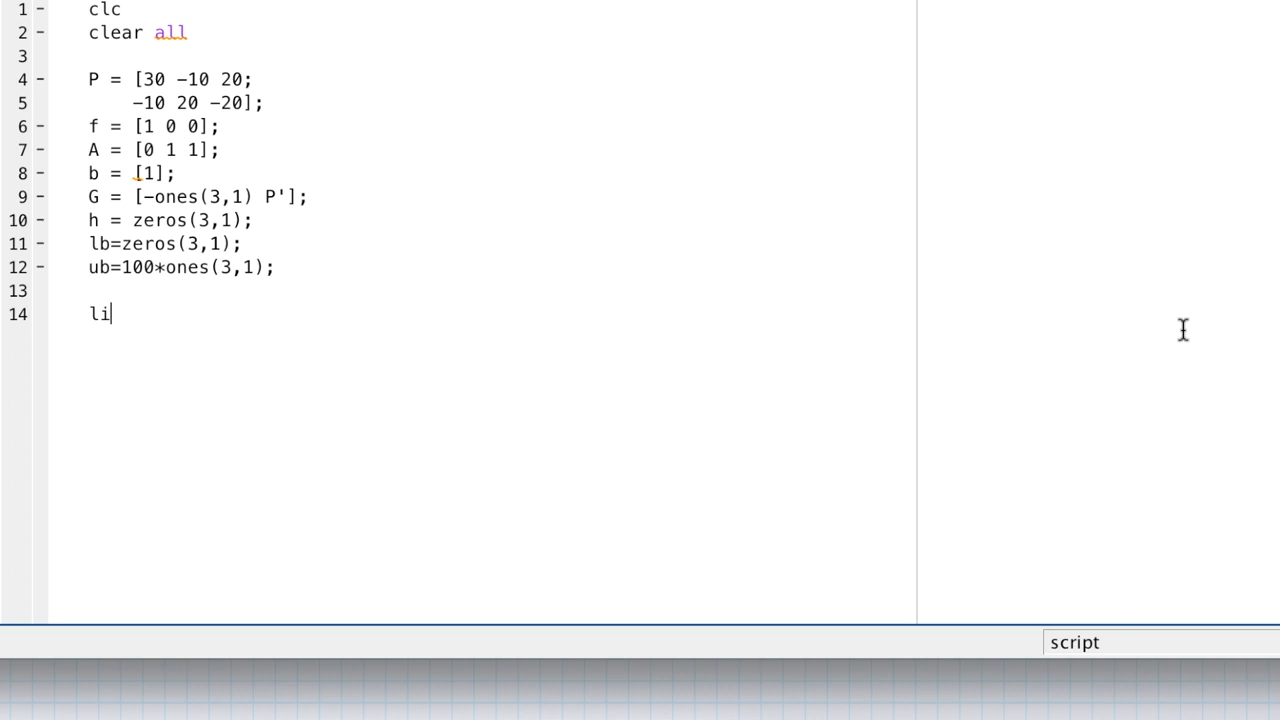 1 - clc
2 - clear all
3
4 - P = [30 -10 20;
5 -10 20 -20];
6 - f = [1 0 0];
7 - A = [0 1 1];
8 - b = [1];
9 - G = [-ones(3,1) P'];
10 - h = zeros(3,1);
11 - lb=zeros(3,1);
12 - ub=100*ones(3,1);
13
14 li
script